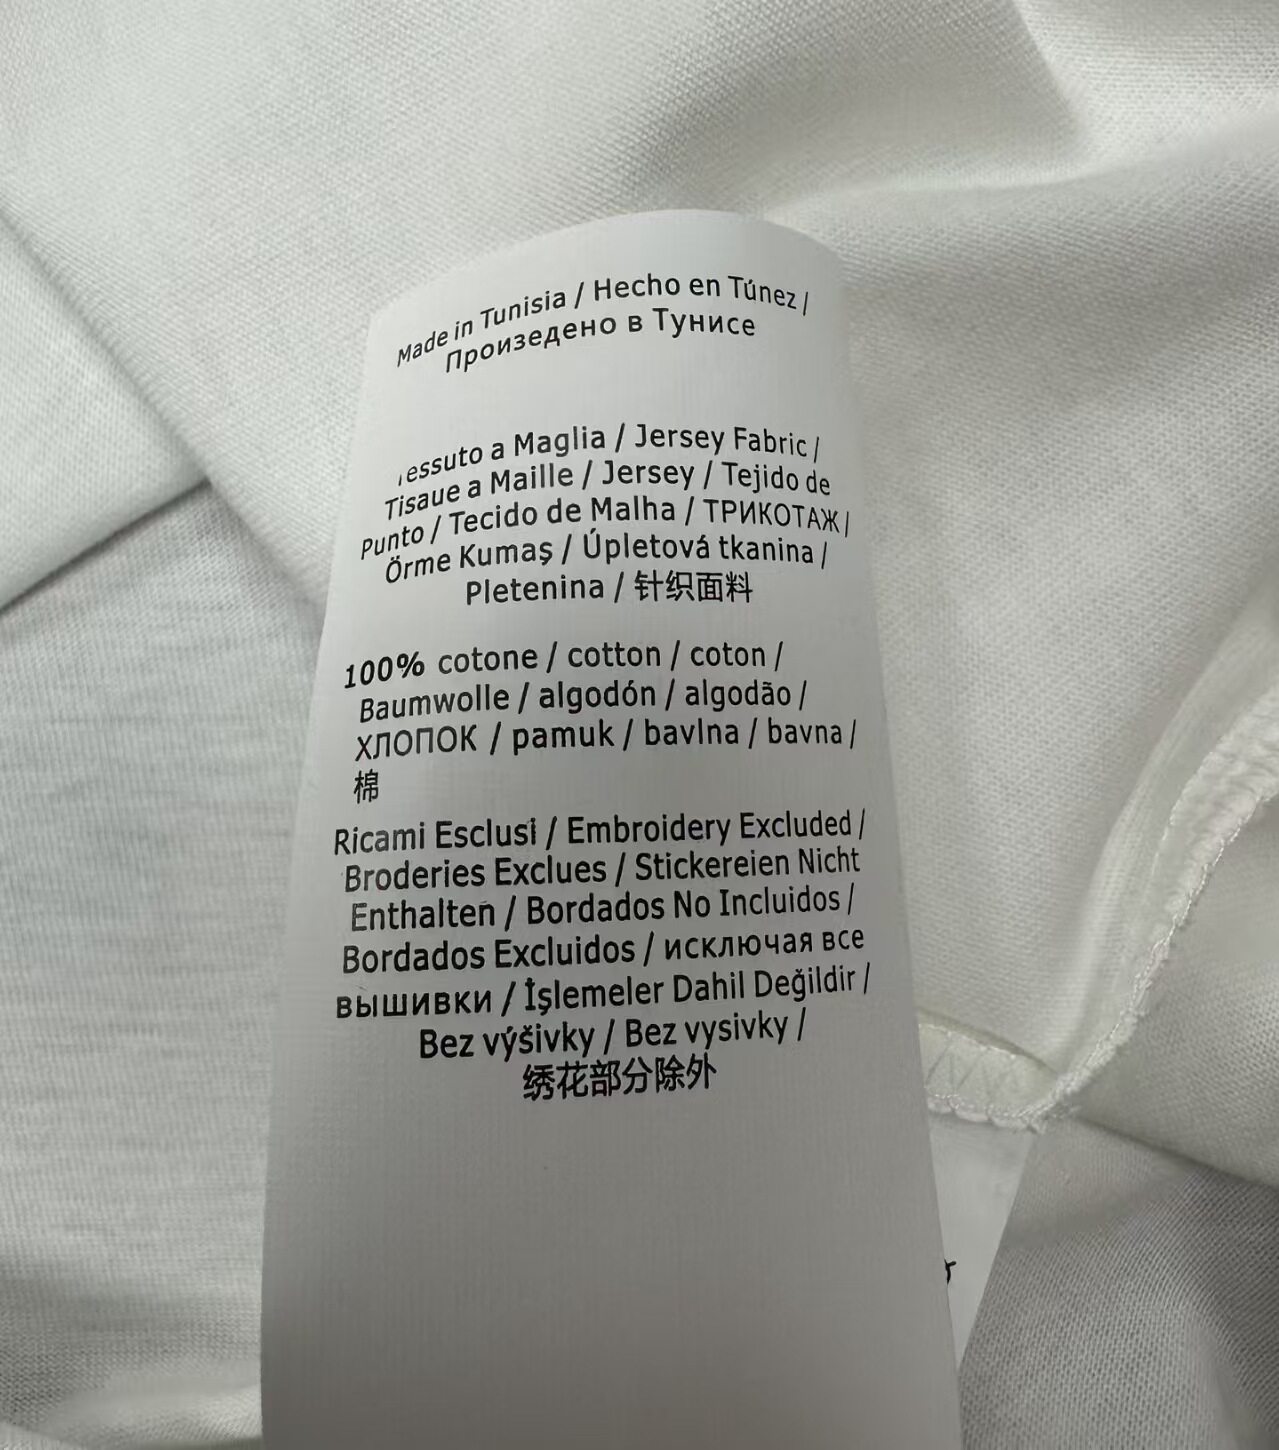 Made in Tunisia / Hecho en Túnez /
Произедено в Тунисе
Tessuto a Maglia / Jersey Fabric /
Tisaue a Maille / Jersey / Tejido de
Punto / Tecido de Malha / ТРИКОТАЖ /
Örme Kumaş / Úpletová tkanina /
Pletenina / 针织面料
100% cotone / cotton / coton /
Baumwolle / algodón / algodão /
ХЛОПОК / pamuk / bavlna / bavna /
棉
Ricami Esclusi / Embroidery Excluded /
Broderies Exclues / Stickereien Nicht
Enthalten / Bordados No Incluidos /
Bordados Excluidos / исключая все
вышивки / İşlemeler Dahil Değildir /
Bez výšivky / Bez vysivky /
绣花部分除外